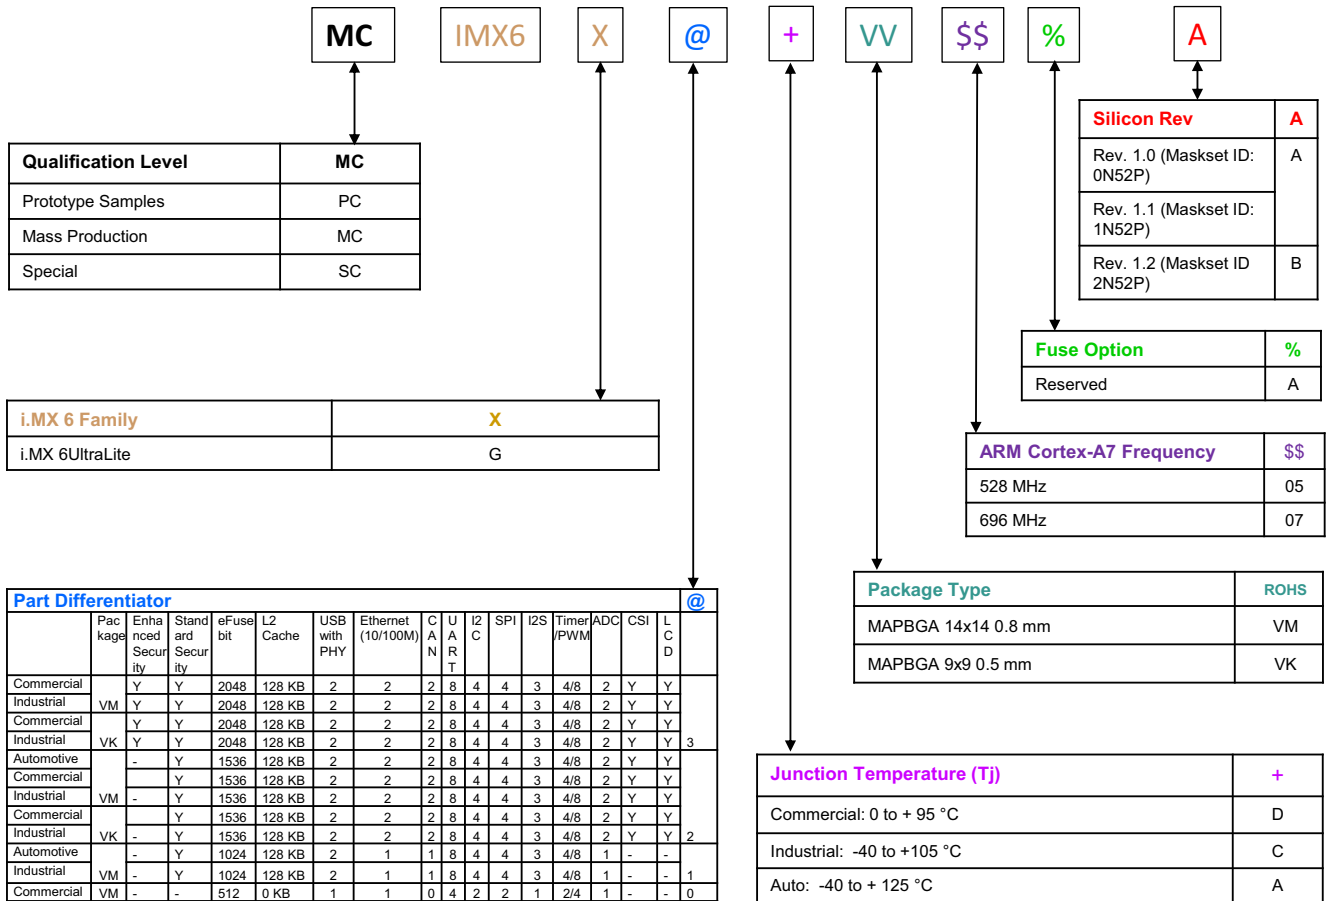 MC IMX6 X @ + VV $$ % A
Silicon Rev A
Rev. 1.0 (Maskset ID: 0N52P) A
Rev. 1.1 (Maskset ID: 1N52P)
Rev. 1.2 (Maskset ID 2N52P) B
Qualification Level MC
Prototype Samples PC
Mass Production MC
Special SC
Fuse Option %
Reserved A
i.MX 6 Family X
i.MX 6UltraLite G
ARM Cortex-A7 Frequency $$
528 MHz 05
696 MHz 07
Package Type ROHS
MAPBGA 14x14 0.8 mm VM
MAPBGA 9x9 0.5 mm VK
Part Differentiator @
Package Enhanced Security Standard Security eFuse bit L2 Cache USB with PHY Ethernet (10/100M) CAN UART I2C SPI I2S Timer/PWM ADC CSI LCD
Commercial Y Y 2048 128 KB 2 2 2 8 4 4 3 4/8 2 Y Y
Industrial VM Y Y 2048 128 KB 2 2 2 8 4 4 3 4/8 2 Y Y
Commercial Y Y 2048 128 KB 2 2 2 8 4 4 3 4/8 2 Y Y
Industrial VK Y Y 2048 128 KB 2 2 2 8 4 4 3 4/8 2 Y Y 3
Automotive - Y 1536 128 KB 2 2 2 8 4 4 3 4/8 2 Y Y
Commercial Y 1536 128 KB 2 2 2 8 4 4 3 4/8 2 Y Y
Industrial VM - Y 1536 128 KB 2 2 2 8 4 4 3 4/8 2 Y Y
Commercial Y 1536 128 KB 2 2 2 8 4 4 3 4/8 2 Y Y
Industrial VK - Y 1536 128 KB 2 2 2 8 4 4 3 4/8 2 Y Y 2
Automotive - Y 1024 128 KB 2 1 1 8 4 4 3 4/8 1 - -
Industrial VM - Y 1024 128 KB 2 1 1 8 4 4 3 4/8 1 - - 1
Commercial VM - - 512 0 KB 1 1 0 4 2 2 1 2/4 1 - - 0
Junction Temperature (Tj) +
Commercial: 0 to + 95 °C D
Industrial: -40 to +105 °C C
Auto: -40 to + 125 °C A